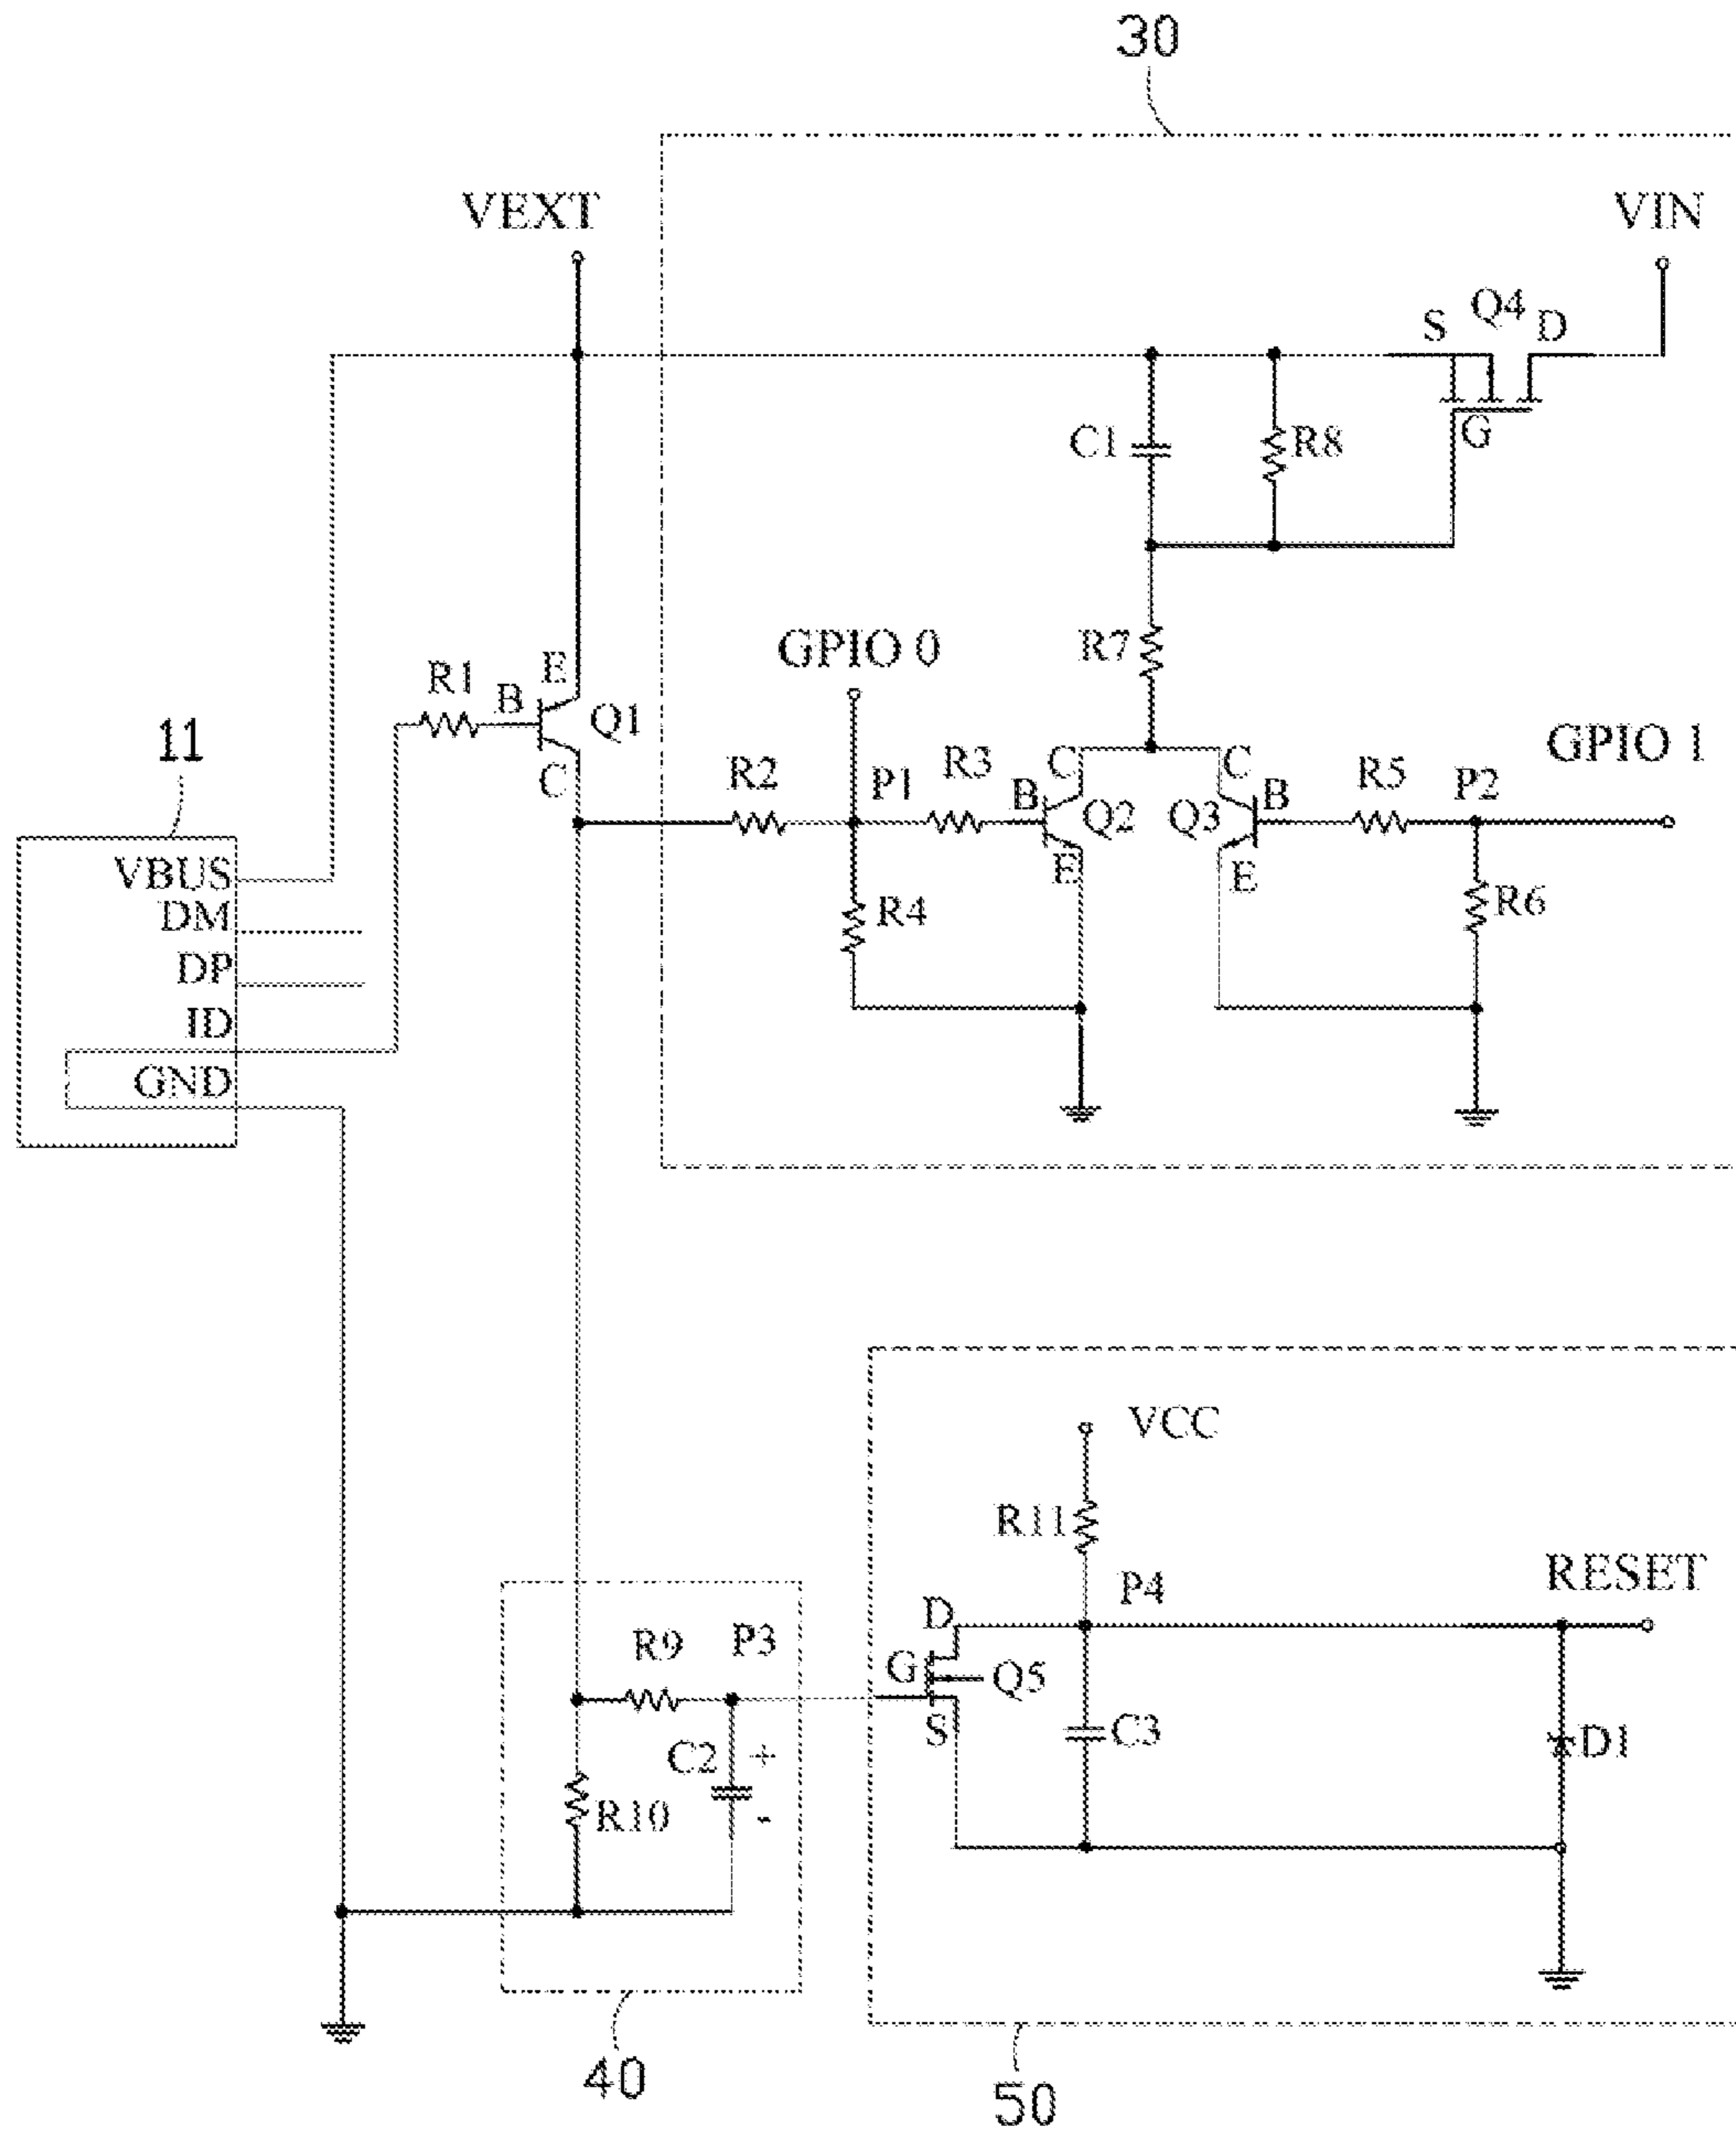 30
VEXT
VIN
S Q4 D
G
C1
R8
GPIO 0
R7
R1
B
E
Q1
C
GPIO 1
R2
P1
R3
B
C
Q2
E
C
Q3
B
E
R5
P2
R4
R6
11
VBUS
DM
DP
ID
GND
VCC
R11
P4
RESET
D
G
Q5
S
C3
D1
R9
P3
C2
+
-
R10
40
50